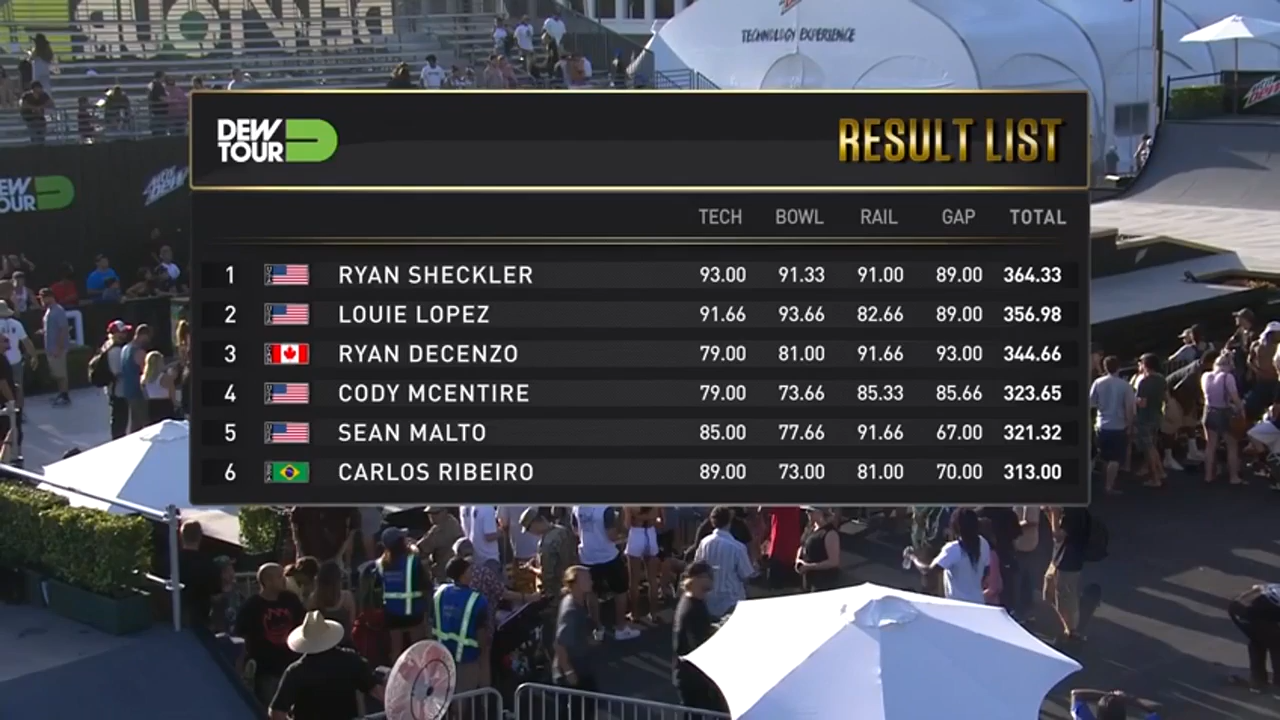 TECHNOLOGY EXPERIENCE
DEW
TOUR
RESULT LIST
TECH BOWL RAIL GAP TOTAL
1 RYAN SHECKLER 93.00 91.33 91.00 89.00 364.33
2 LOUIE LOPEZ 91.66 93.66 82.66 89.00 356.98
3 RYAN DECENZO 79.00 81.00 91.66 93.00 344.66
4 CODY MCENTIRE 79.00 73.66 85.33 85.66 323.65
5 SEAN MALTO 85.00 77.66 91.66 67.00 321.32
6 CARLOS RIBEIRO 89.00 73.00 81.00 70.00 313.00